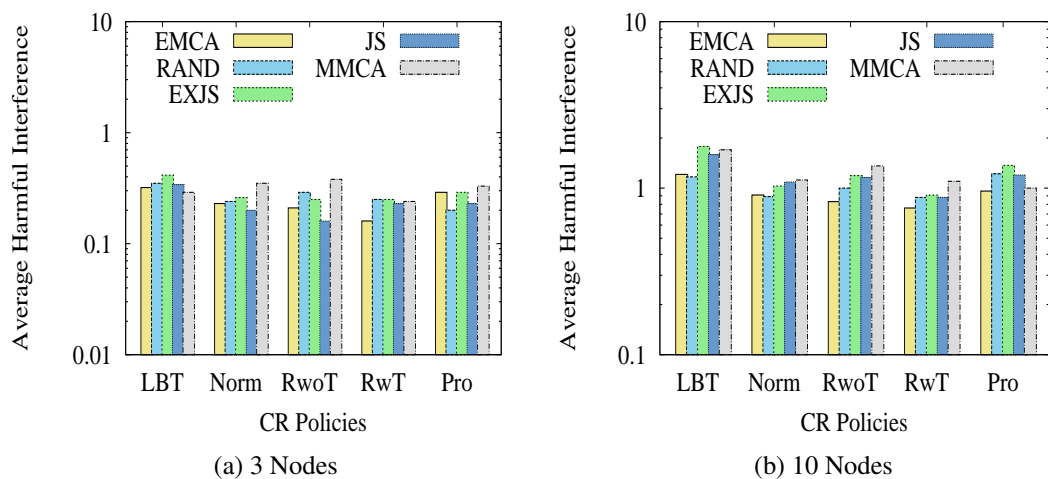 Average Harmful Interference
10
1
0.1
0.01
EMCA
RAND
EXJS
JS
MMCA
LBT Norm RwoT RwT Pro
CR Policies
(a) 3 Nodes
Average Harmful Interference
10
1
0.1
EMCA
RAND
EXJS
JS
MMCA
LBT Norm RwoT RwT Pro
CR Policies
(b) 10 Nodes